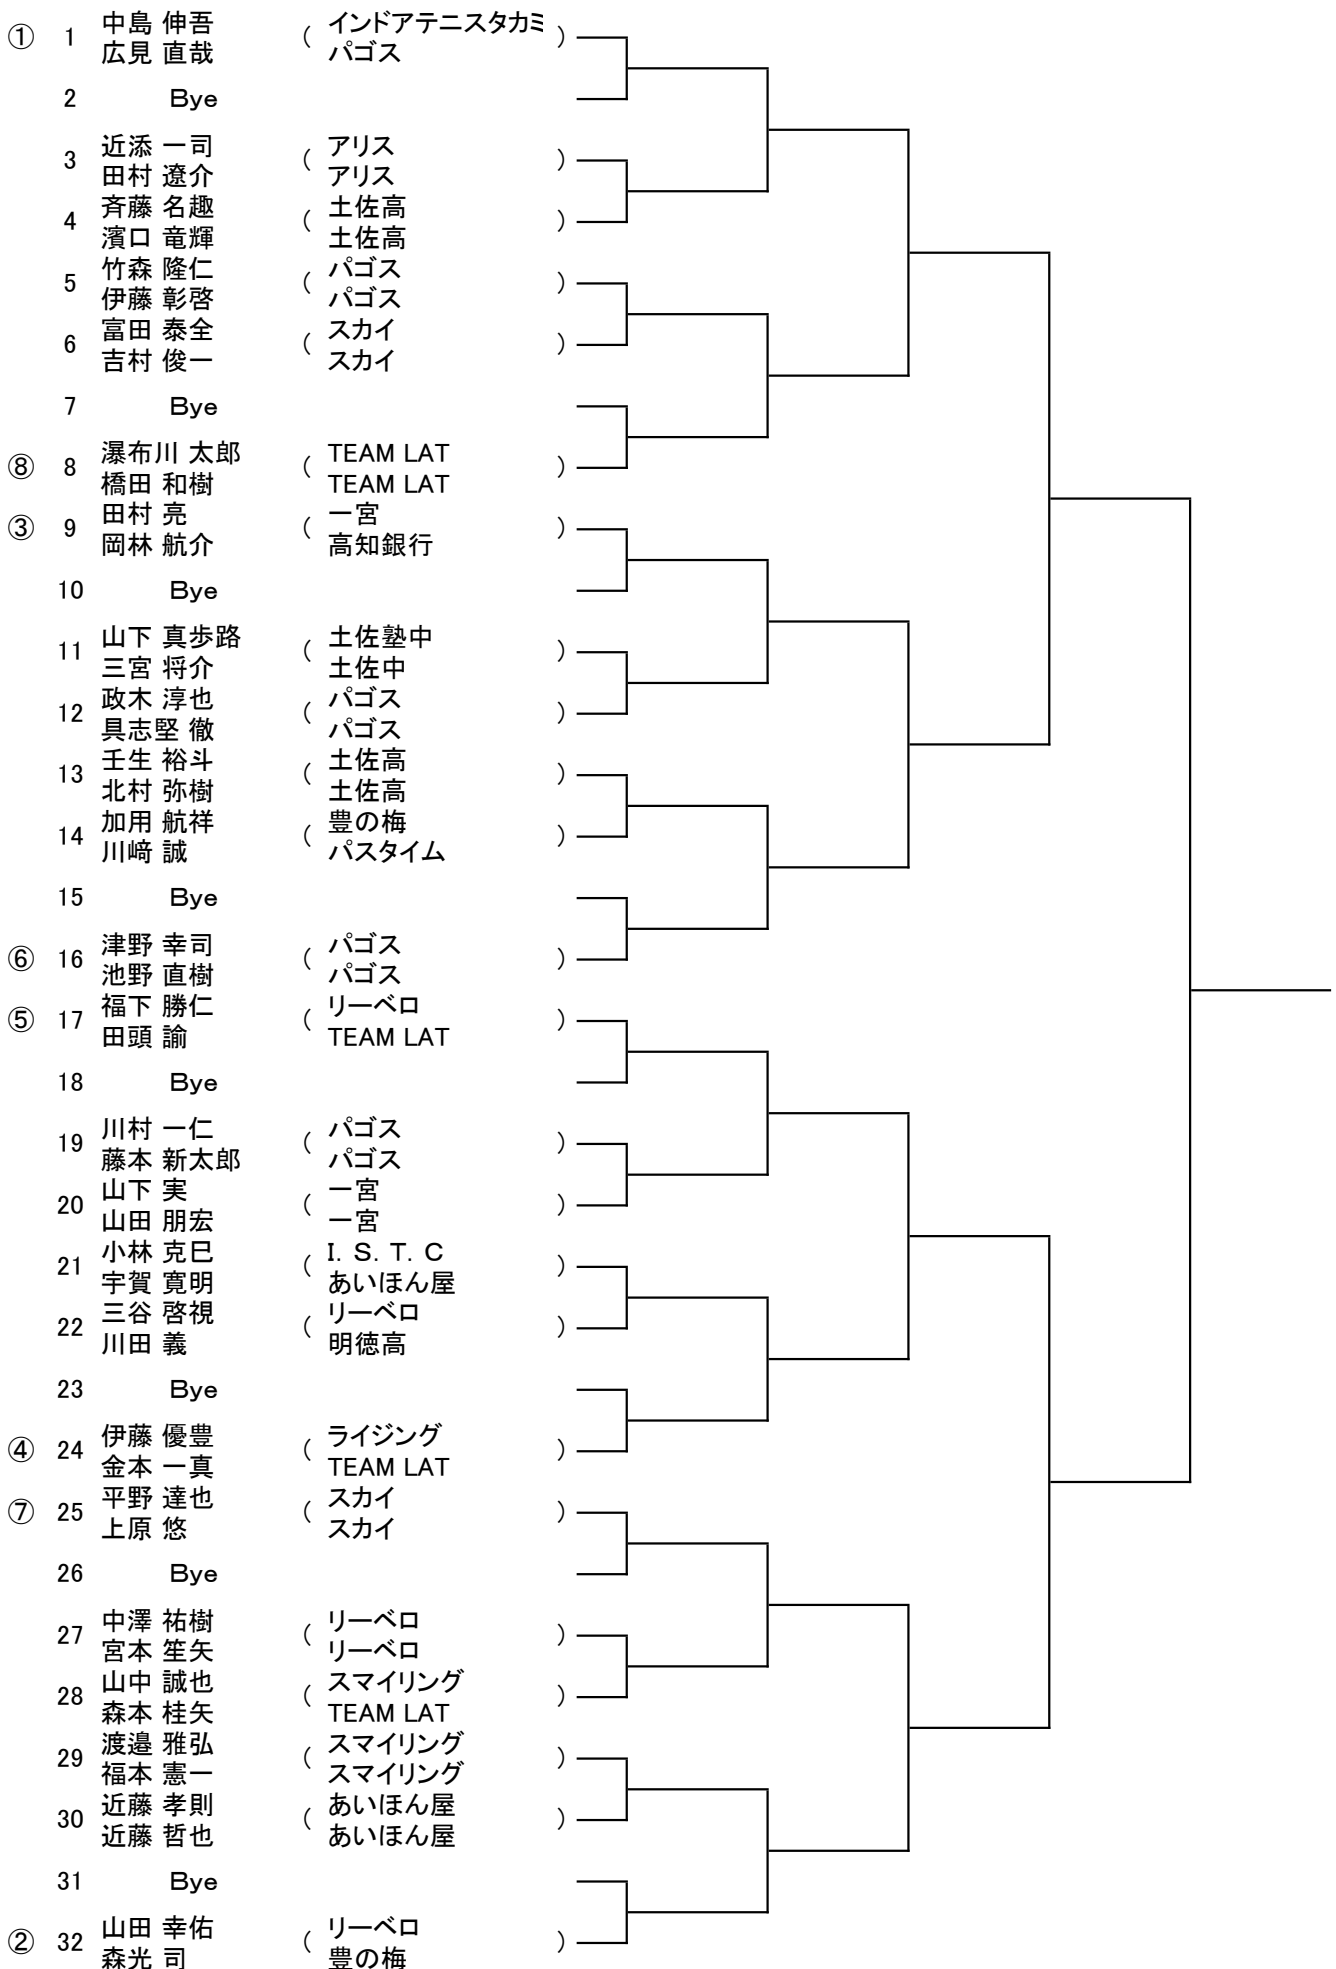 ① 1 中島 伸吾 ( インドアテニスタカミ )
広見 直哉 パゴス
2 Bye
3 近添 一司 ( アリス )
田村 遼介 アリス
4 斉藤 名趣 ( 土佐高 )
濱口 竜輝 土佐高
5 竹森 隆仁 ( パゴス )
伊藤 彰啓 パゴス
6 富田 泰全 ( スカイ )
吉村 俊一 スカイ
7 Bye
⑧ 8 瀑布川 太郎 ( TEAM LAT )
橋田 和樹 TEAM LAT
③ 9 田村 亮 ( 一宮 )
岡林 航介 高知銀行
10 Bye
11 山下 真歩路 ( 土佐塾中 )
三宮 将介 土佐中
12 政木 淳也 ( パゴス )
具志堅 徹 パゴス
13 壬生 裕斗 ( 土佐高 )
北村 弥樹 土佐高
14 加用 航祥 ( 豊の梅 )
川﨑 誠 パスタイム
15 Bye
⑥ 16 津野 幸司 ( パゴス )
池野 直樹 パゴス
⑤ 17 福下 勝仁 ( リーベロ )
田頭 諭 TEAM LAT
18 Bye
19 川村 一仁 ( パゴス )
藤本 新太郎 パゴス
20 山下 実 ( 一宮 )
山田 朋宏 一宮
21 小林 克巳 ( I．S．T．C )
宇賀 寛明 あいほん屋
22 三谷 啓視 ( リーベロ )
川田 義 明徳高
23 Bye
④ 24 伊藤 優豊 ( ライジング )
金本 一真 TEAM LAT
⑦ 25 平野 達也 ( スカイ )
上原 悠 スカイ
26 Bye
27 中澤 祐樹 ( リーベロ )
宮本 笙矢 リーベロ
28 山中 誠也 ( スマイリング )
森本 桂矢 TEAM LAT
29 渡邉 雅弘 ( スマイリング )
福本 憲一 スマイリング
30 近藤 孝則 ( あいほん屋 )
近藤 哲也 あいほん屋
31 Bye
② 32 山田 幸佑 ( リーベロ )
森光 司 豊の梅